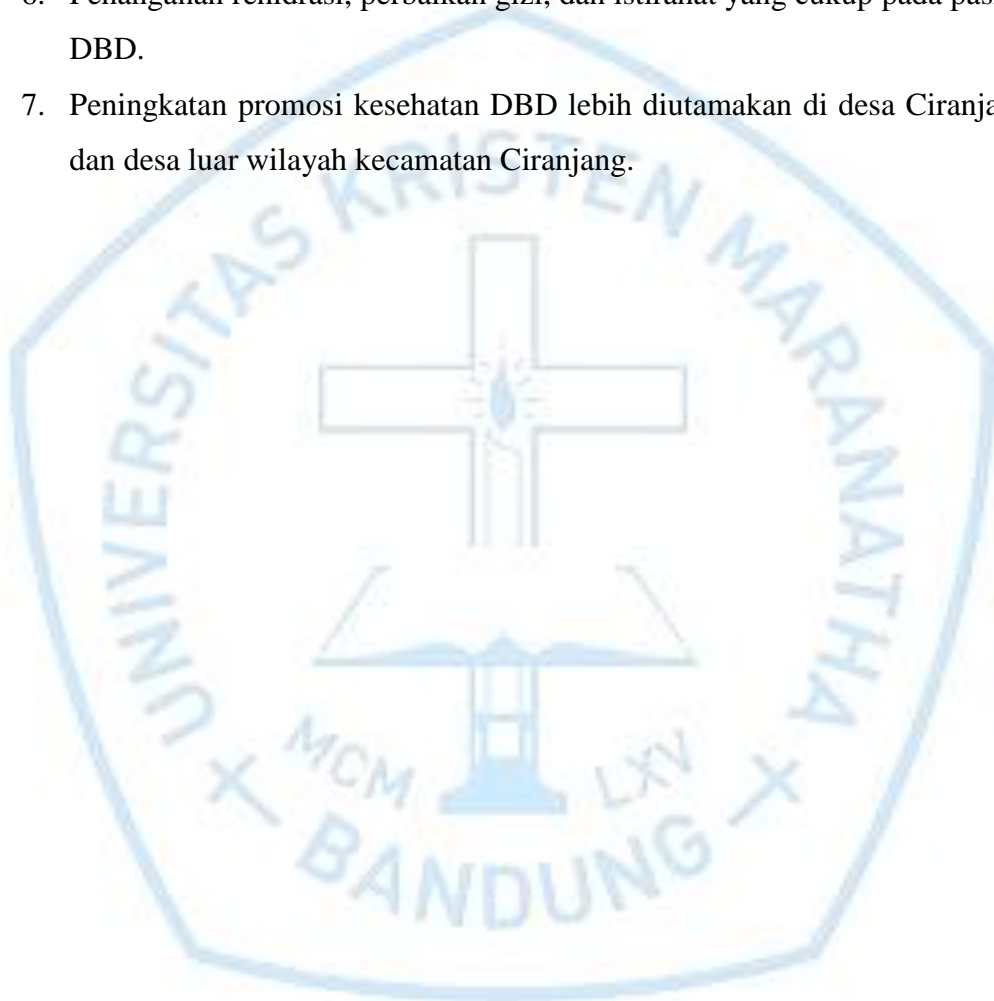 6. Penanganan rehidrasi, perbaikan gizi, dan istirahat yang cukup pada
DBD.
7. Peningkatan promosi kesehatan DBD lebih diutamakan di desa
dan desa luar wilayah kecamatan Ciranjang.
UNIVERSITAS KRISTEN MARANATHA
MCM LXV
BANDUNG